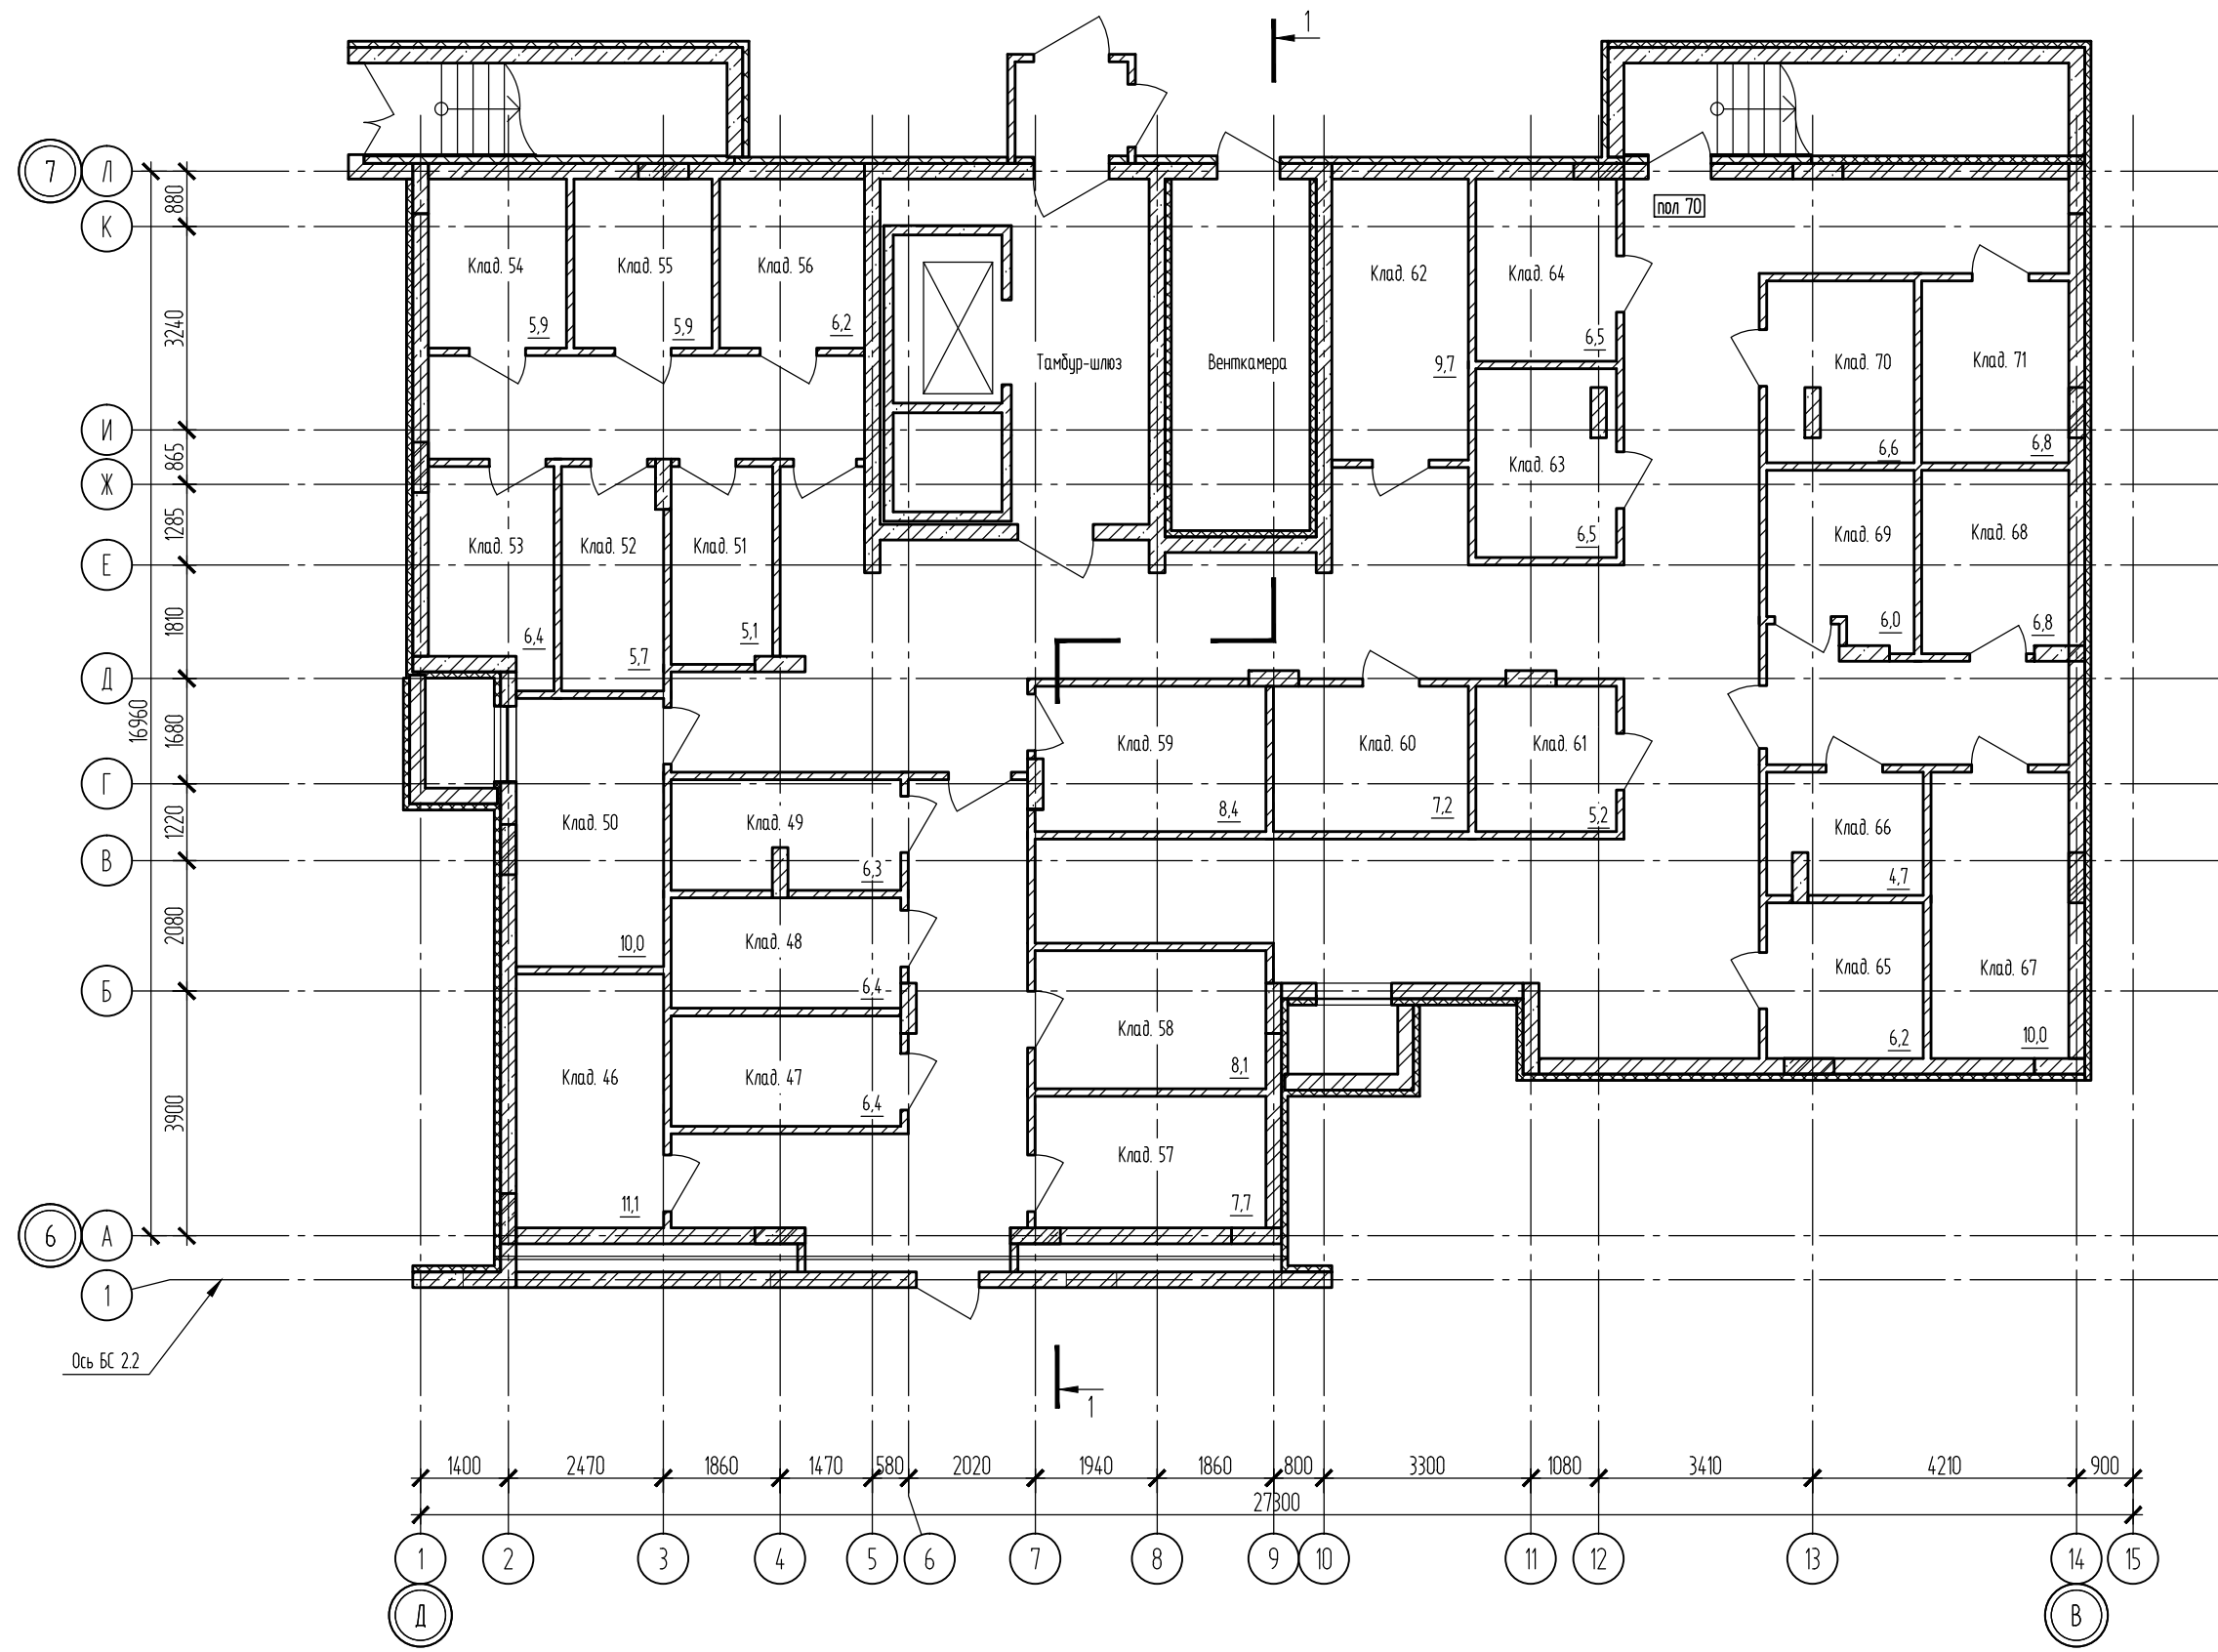 1
7 Л
880
К
пол 70
Клад. 54 Клад. 55 Клад. 56 Клад. 62 Клад. 64
3240
5,9 5,9 6,2 6,5
Тамбур-шлюз Венткамера 9,7 Клад. 70 Клад. 71
И
865
6,6 6,8
Клад. 63
Ж
1285
Клад. 53 Клад. 52 Клад. 51 6,5 Клад. 69 Клад. 68
Е
1810
6,4 5,7 5,1 6,0 6,8
Д
16960
1680
Клад. 59 Клад. 60 Клад. 61
Г
1220
Клад. 50 Клад. 49 8,4 7,2 5,2 Клад. 66
В
6,3 4,7
2080
10,0 Клад. 48 Клад. 65 Клад. 67
Б
6,4
Клад. 58 6,2 10,0
3900
Клад. 46 Клад. 47 8,1
6,4
Клад. 57
11,1 7,7
6 А
1
Ось БС 2.2
1
1400 2470 1860 1470 580 2020 1940 1860 800 3300 1080 3410 4210 900
27300
1 2 3 4 5 6 7 8 9 10 11 12 13 14 15
Д В